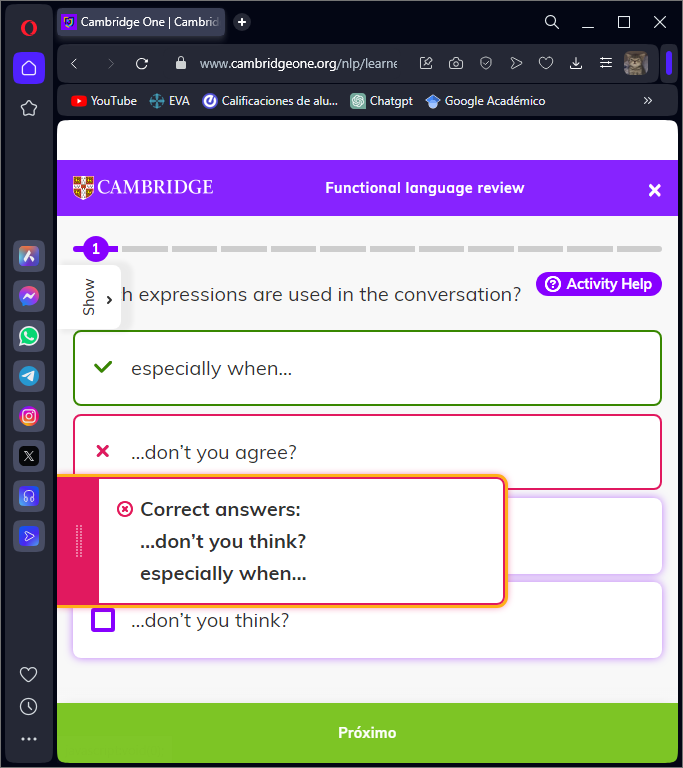 Cambridge One | Cambrid
www.cambridgeone.org/nlp/learne
YouTube
EVA
Calificaciones de alu...
Chatgpt
Google Académico
CAMBRIDGE
Functional language review
1
Show
h expressions are used in the conversation?
Activity Help
especially when...
...don't you agree?
Correct answers:
...don't you think?
especially when...
...don't you think?
Próximo